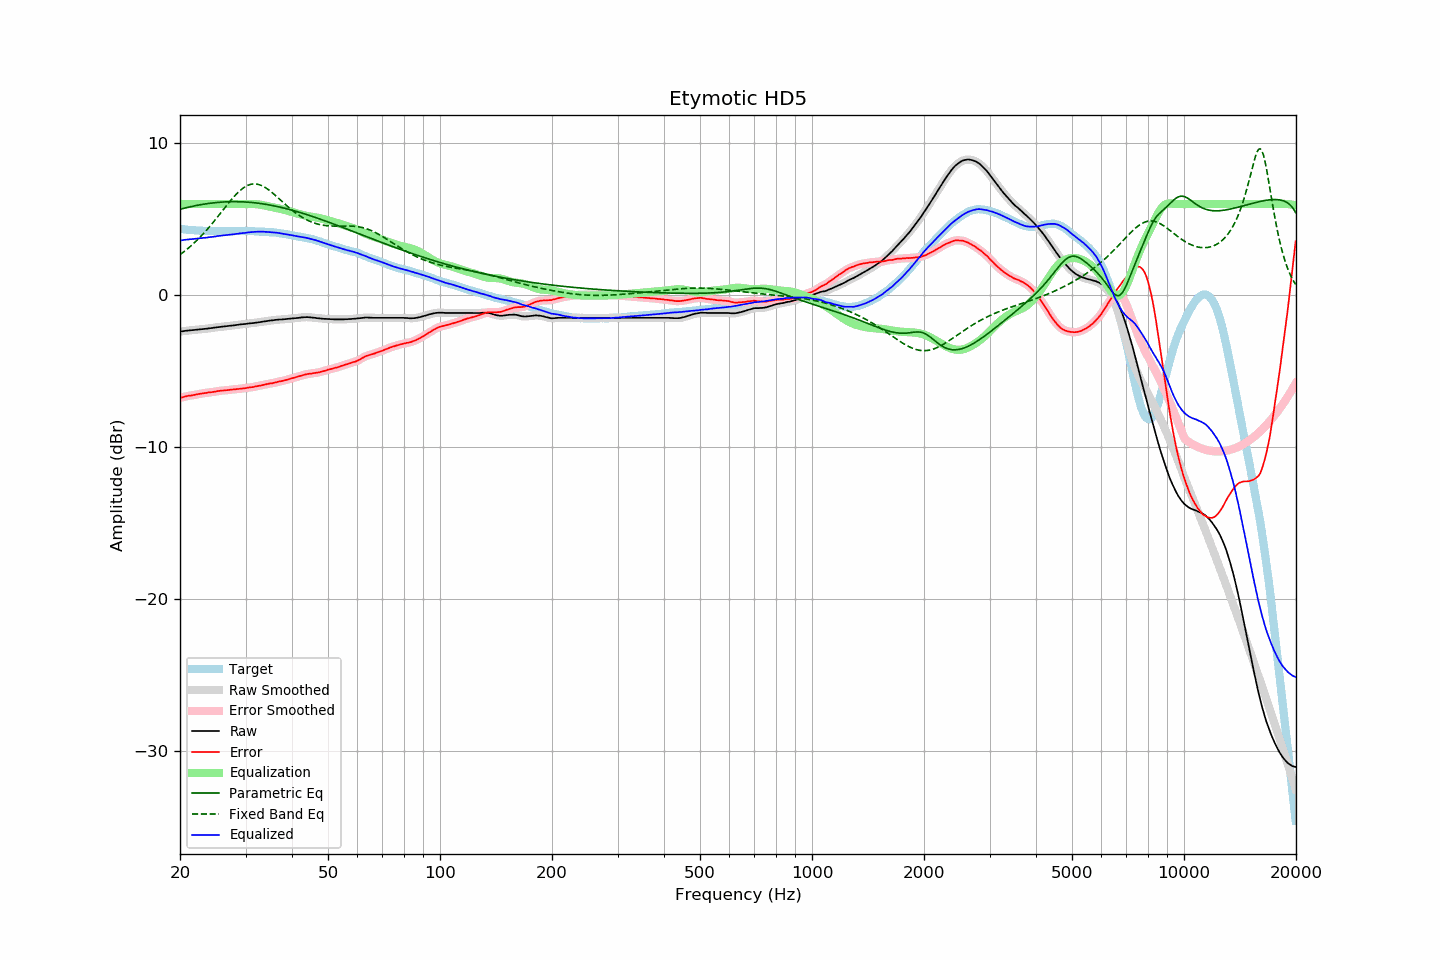 Etymotic HD5
Amplitude (dBr)
10
0
−10
−20
−30
Target
Raw Smoothed
Error Smoothed
Raw
Error
Equalization
Parametric Eq
Fixed Band Eq
Equalized
20 50 100 200 500 1000 2000 5000 10000 20000
Frequency (Hz)